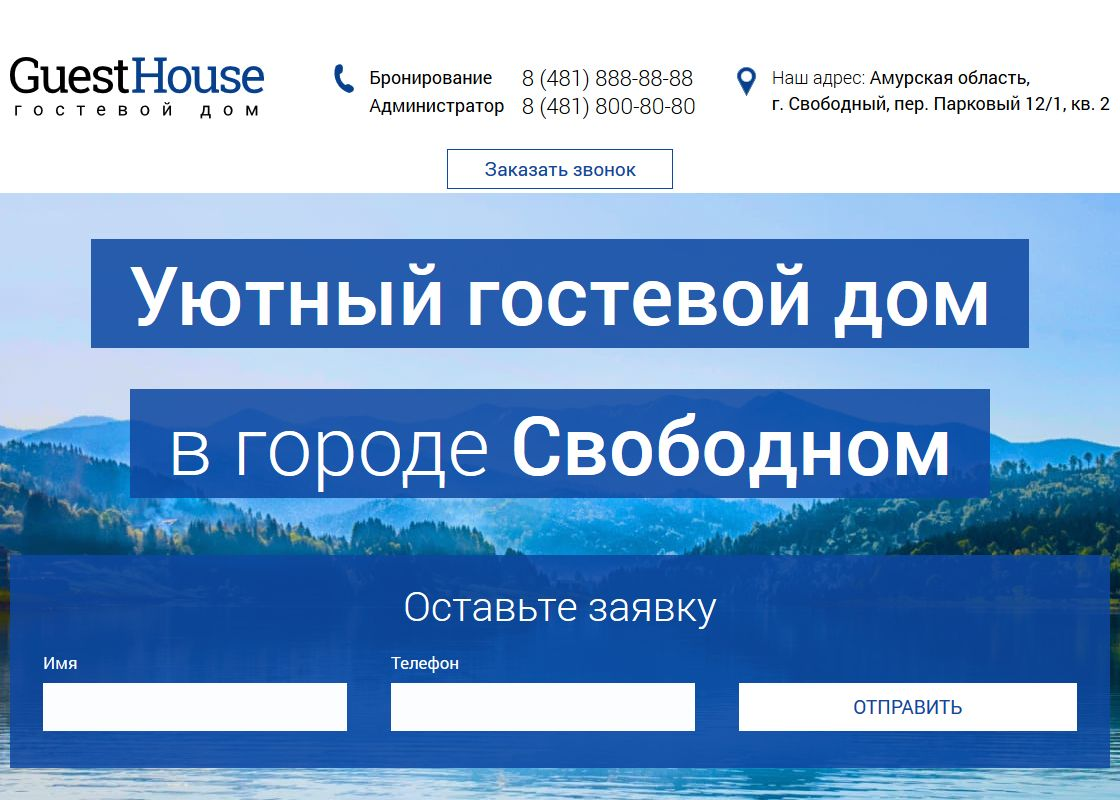 GuestHouse
гостевой дом
Бронирование 8 (481) 888-88-88
Администратор 8 (481) 800-80-80
Наш адрес: Амурская область,
г. Свободный, пер. Парковый 12/1, кв. 2
Заказать звонок
Уютный гостевой дом
в городе Свободном
Оставьте заявку
Имя
Телефон
ОТПРАВИТЬ